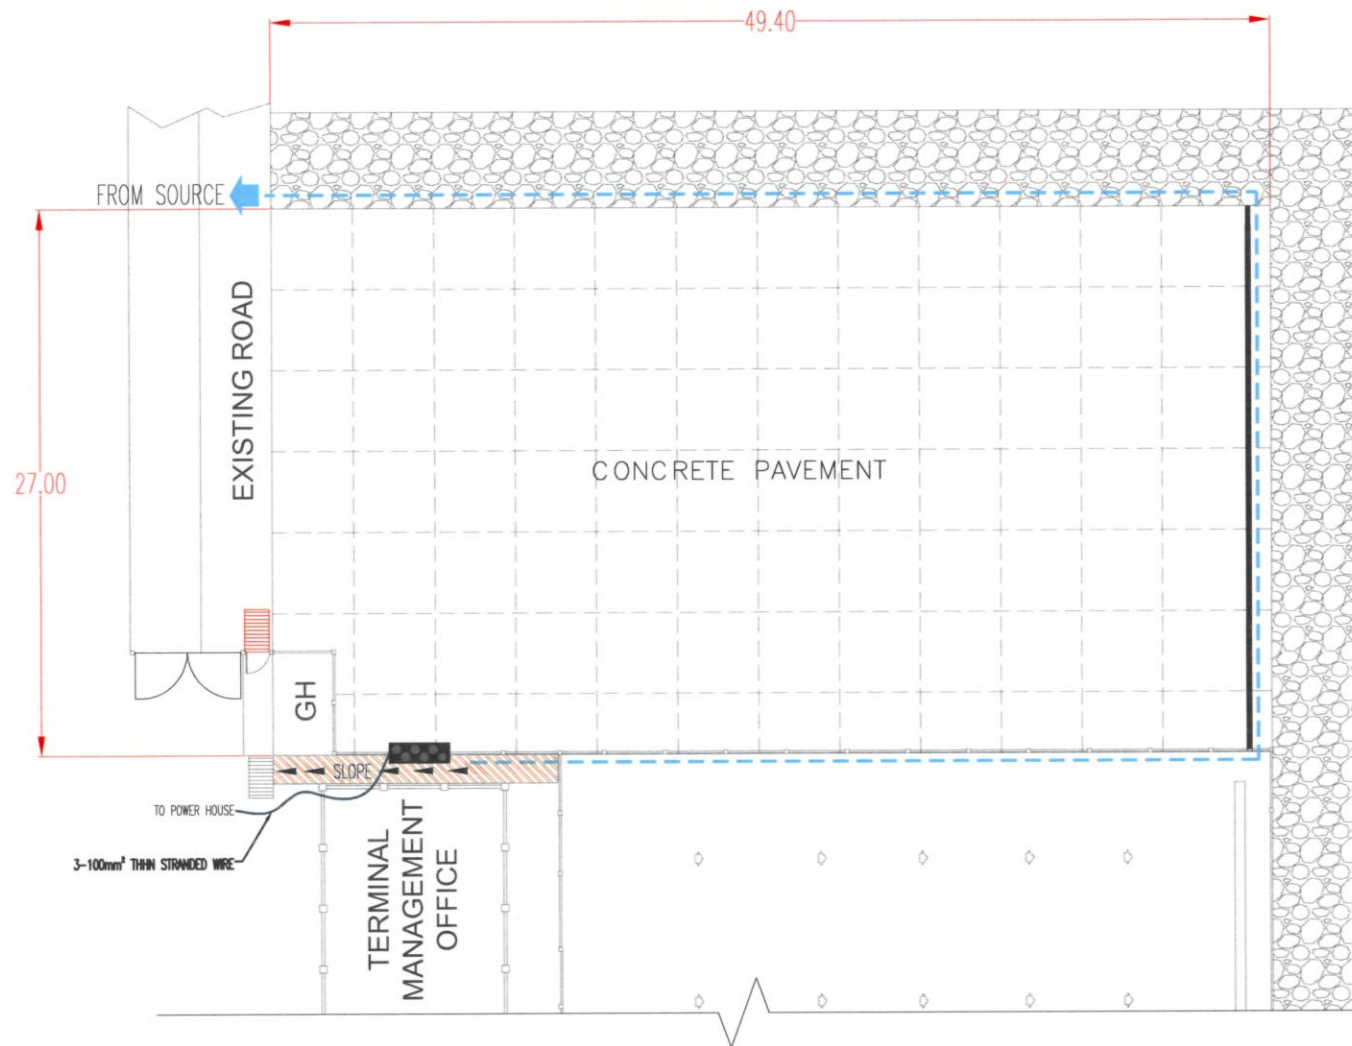 49.40
FROM SOURCE
EXISTING ROAD
27.00
CONCRETE PAVEMENT
GH
SLOPE
TO POWER HOUSE
3-100mm² THHN STRANDED WIRE
TERMINAL
MANAGEMENT
OFFICE